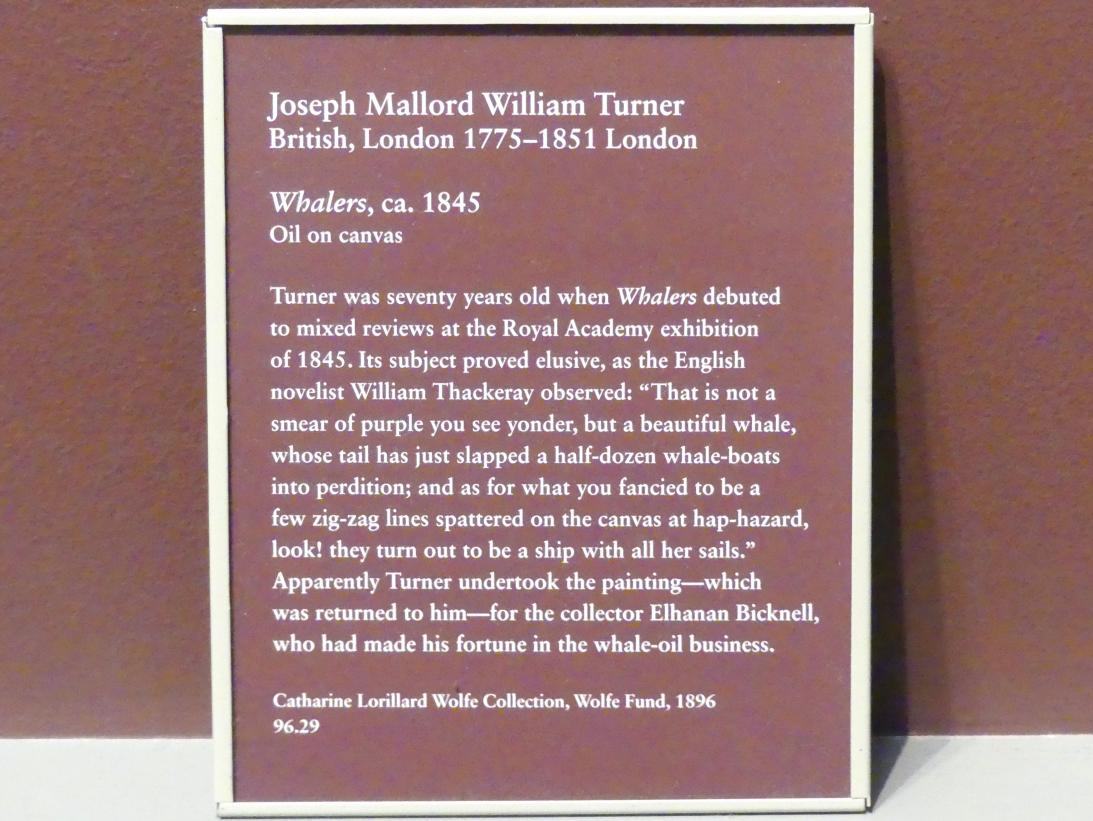 Joseph Mallord William Turner
British, London 1775–1851 London
Whalers, ca. 1845
Oil on canvas
Turner was seventy years old when Whalers debuted
to mixed reviews at the Royal Academy exhibition
of 1845. Its subject proved elusive, as the English
novelist William Thackeray observed: “That is not a
smear of purple you see yonder, but a beautiful whale,
whose tail has just slapped a half-dozen whale-boats
into perdition; and as for what you fancied to be a
few zig-zag lines spattered on the canvas at hap-hazard,
look! they turn out to be a ship with all her sails.”
Apparently Turner undertook the painting—which
was returned to him—for the collector Elhanan Bicknell,
who had made his fortune in the whale-oil business.
Catharine Lorillard Wolfe Collection, Wolfe Fund, 1896
96.29